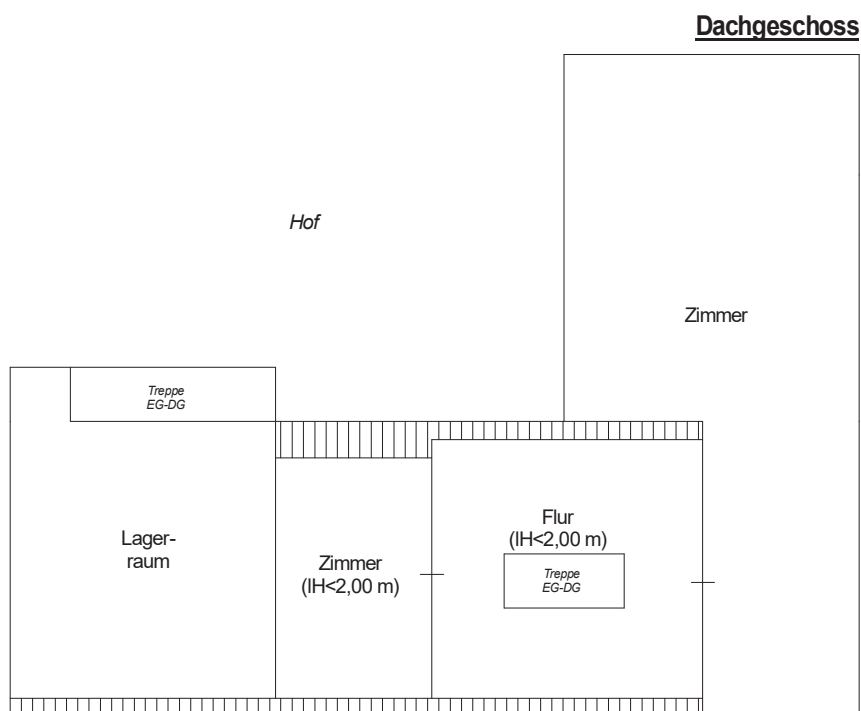 Dachgeschoss
Hof
Zimmer
Treppe
EG-DG
Lager-
raum
Zimmer
(lH<2,00 m)
Flur
(lH<2,00 m)
Treppe
EG-DG